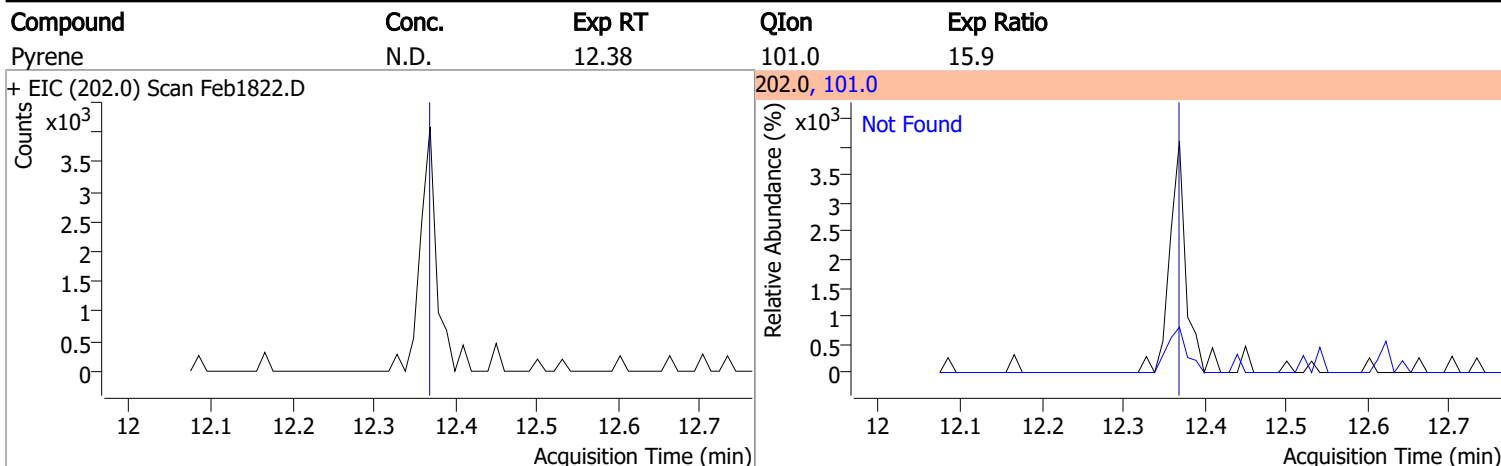 Compound Conc. Exp RT QIon Exp Ratio
Pyrene N.D. 12.38 101.0 15.9
+ EIC (202.0) Scan Feb1822.D
Counts
x10³
3.5
3
2.5
2
1.5
1
0.5
0
12 12.1 12.2 12.3 12.4 12.5 12.6 12.7
Acquisition Time (min)
202.0, 101.0
Relative Abundance (%)
x10³
Not Found
3.5
3
2.5
2
1.5
1
0.5
0
12 12.1 12.2 12.3 12.4 12.5 12.6 12.7
Acquisition Time (min)